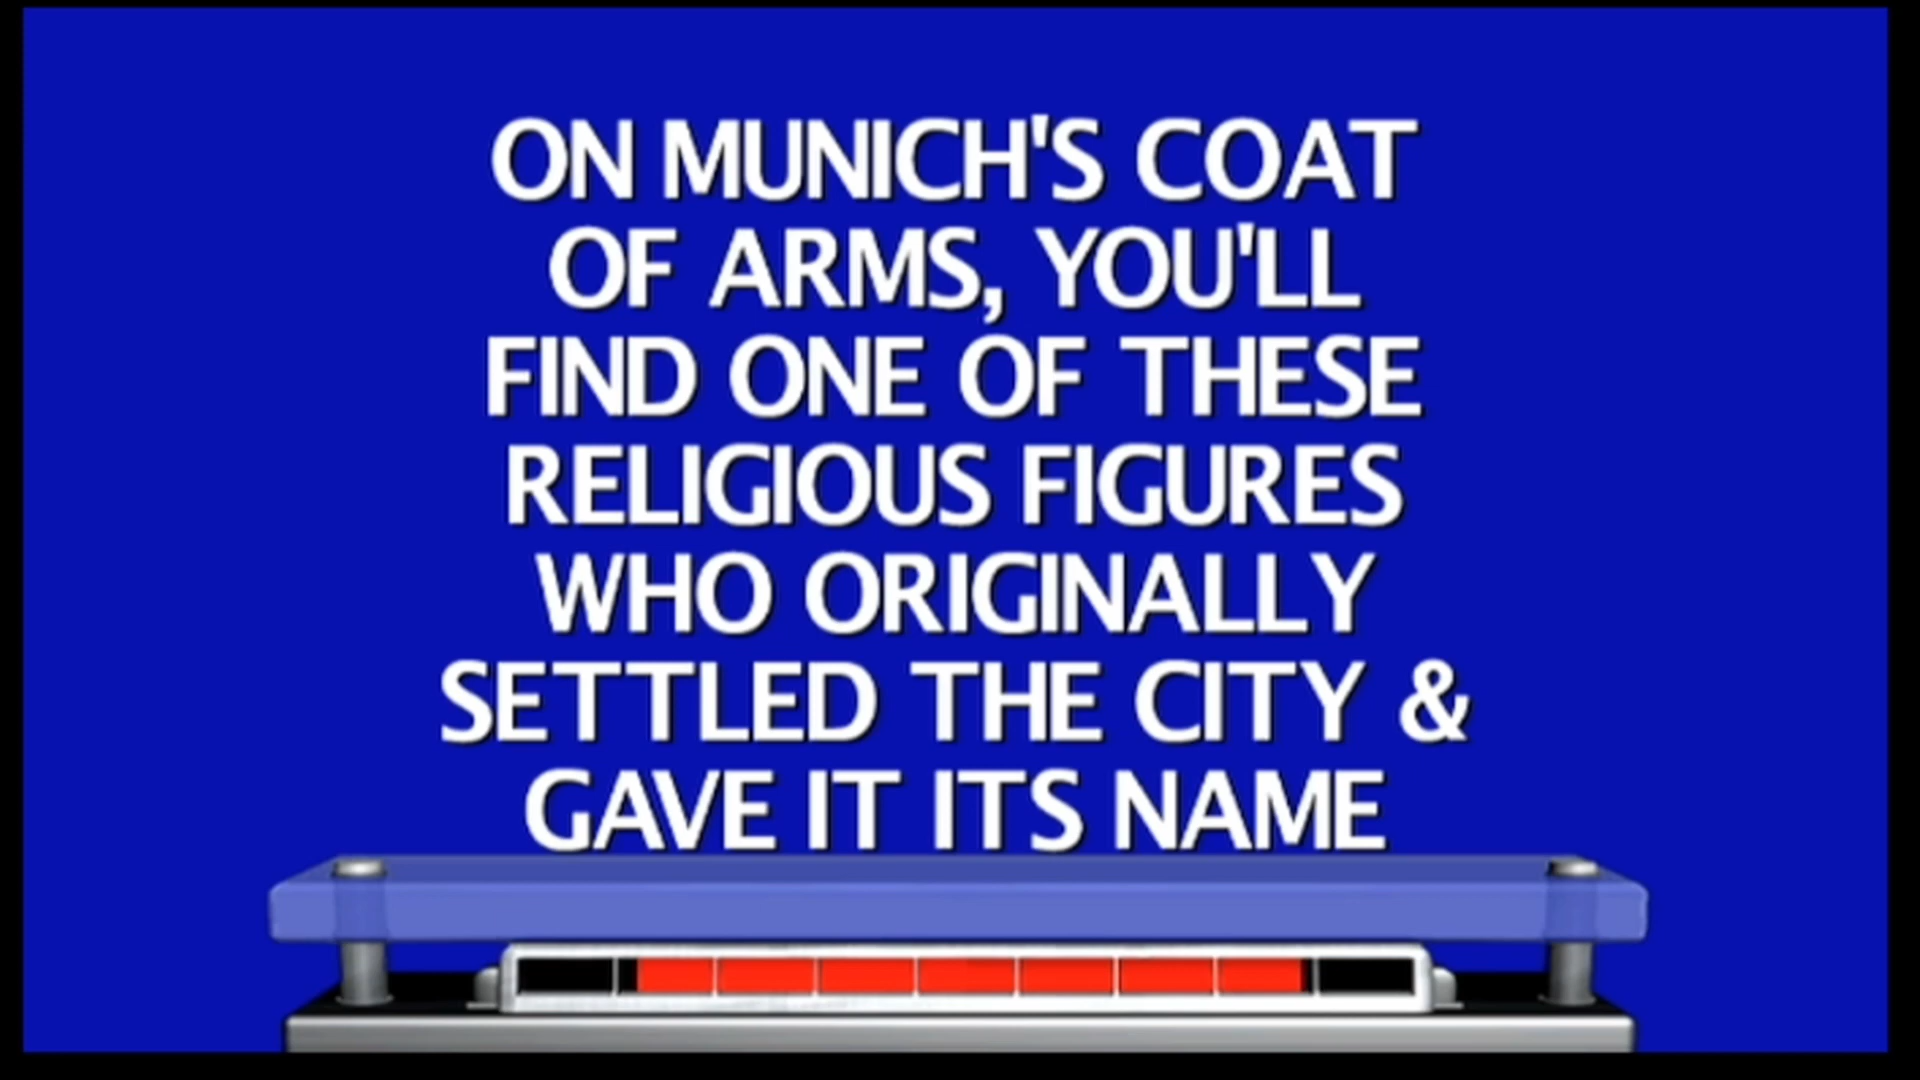 ON MUNICH'S COAT
OF ARMS, YOU'LL
FIND ONE OF THESE
RELIGIOUS FIGURES
WHO ORIGINALLY
SETTLED THE CITY &
GAVE IT ITS NAME